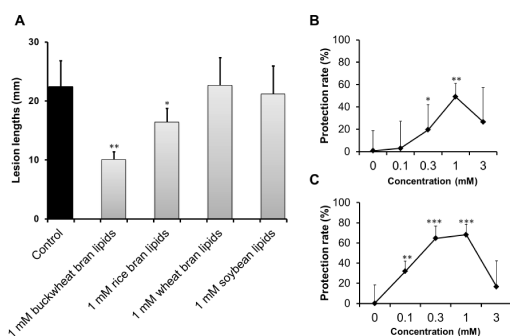 A
Lesion lengths (mm)
30
20
10
0
**
*
Control
1 mM buckwheat bran lipids
1 mM rice bran lipids
1 mM wheat bran lipids
1 mM soybean lipids
B
Protection rate (%)
100
80
60
40
20
0
*
**
0 0.1 0.3 1 3
Concentration (mM)
C
Protection rate (%)
100
80
60
40
20
0
**
***
***
0 0.1 0.3 1 3
Concentration (mM)